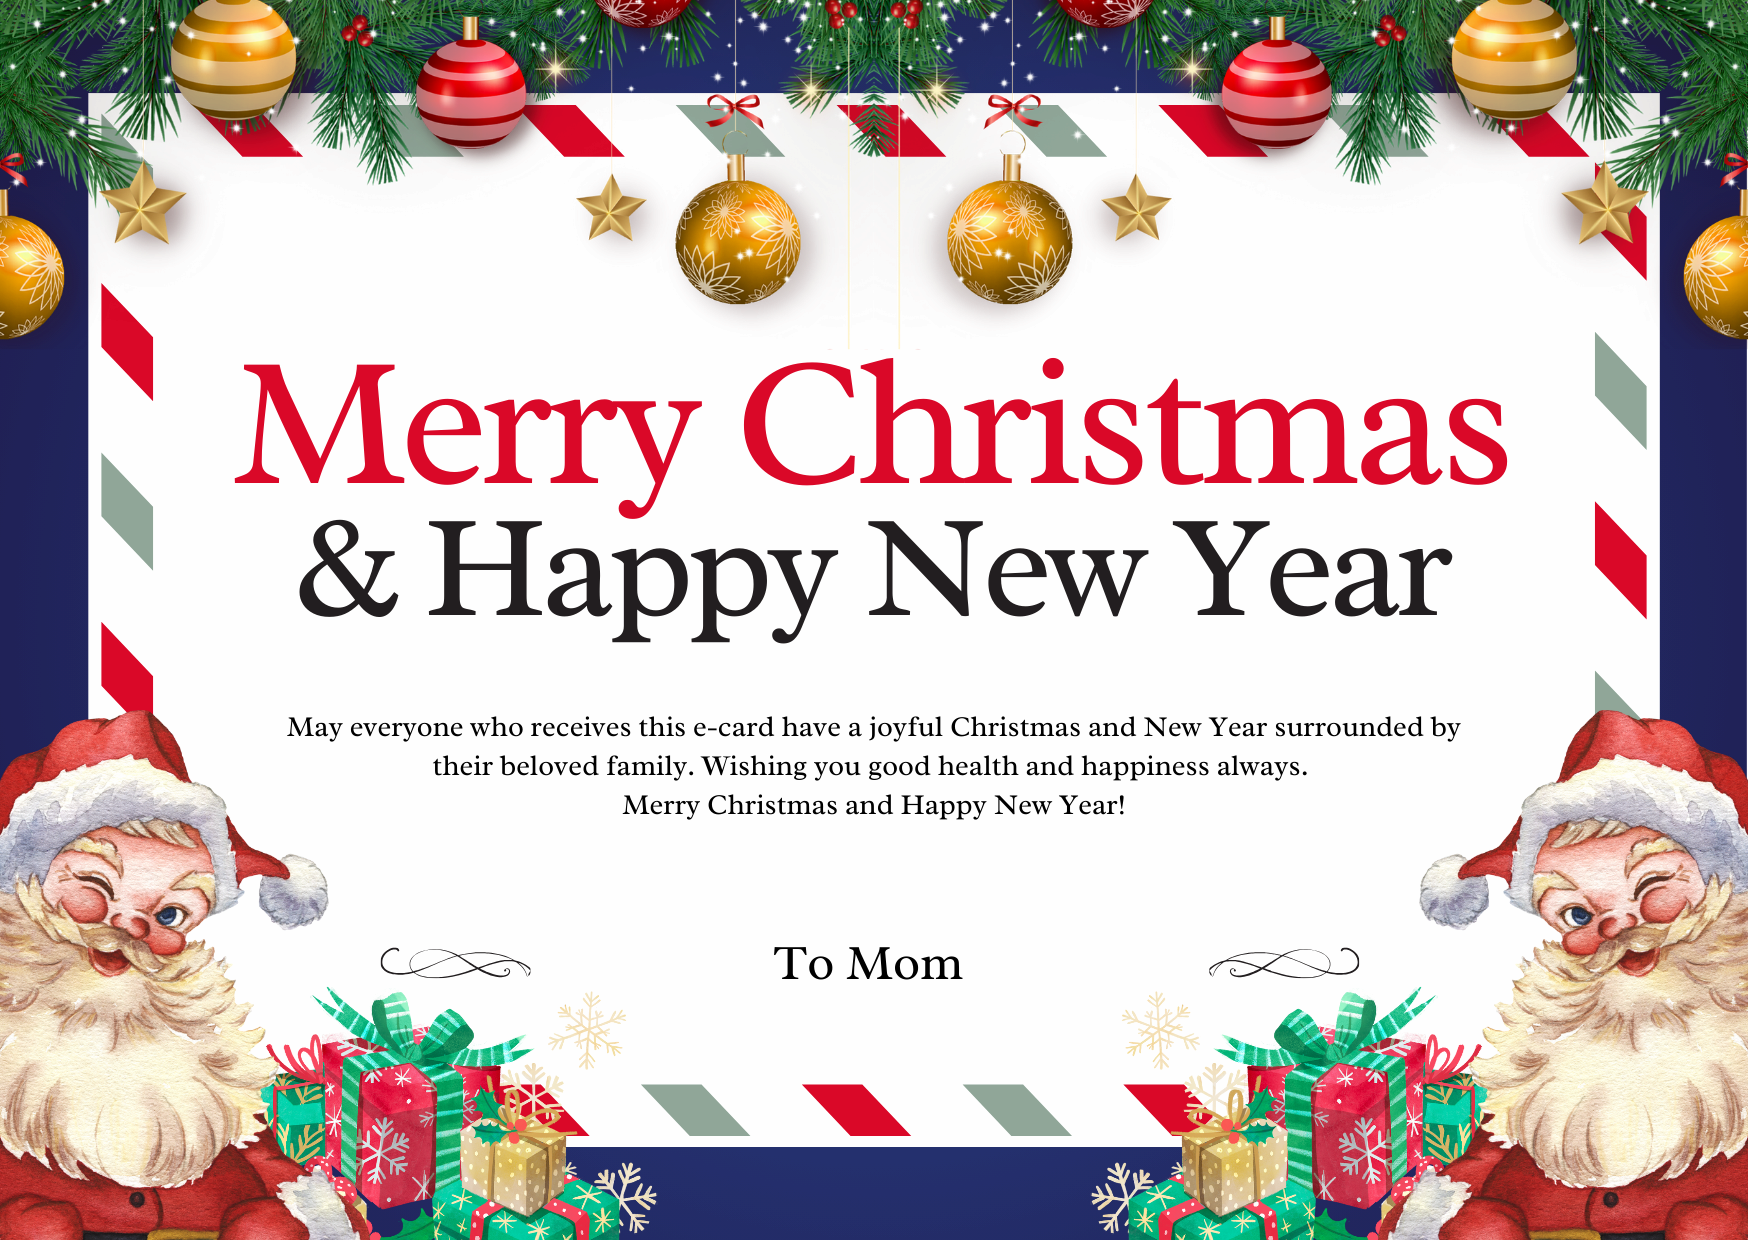 Merry Christmas
& Happy New Year
May everyone who receives this e-card have a joyful Christmas and New Year surrounded by
their beloved family. Wishing you good health and happiness always.
Merry Christmas and Happy New Year!
To Mom